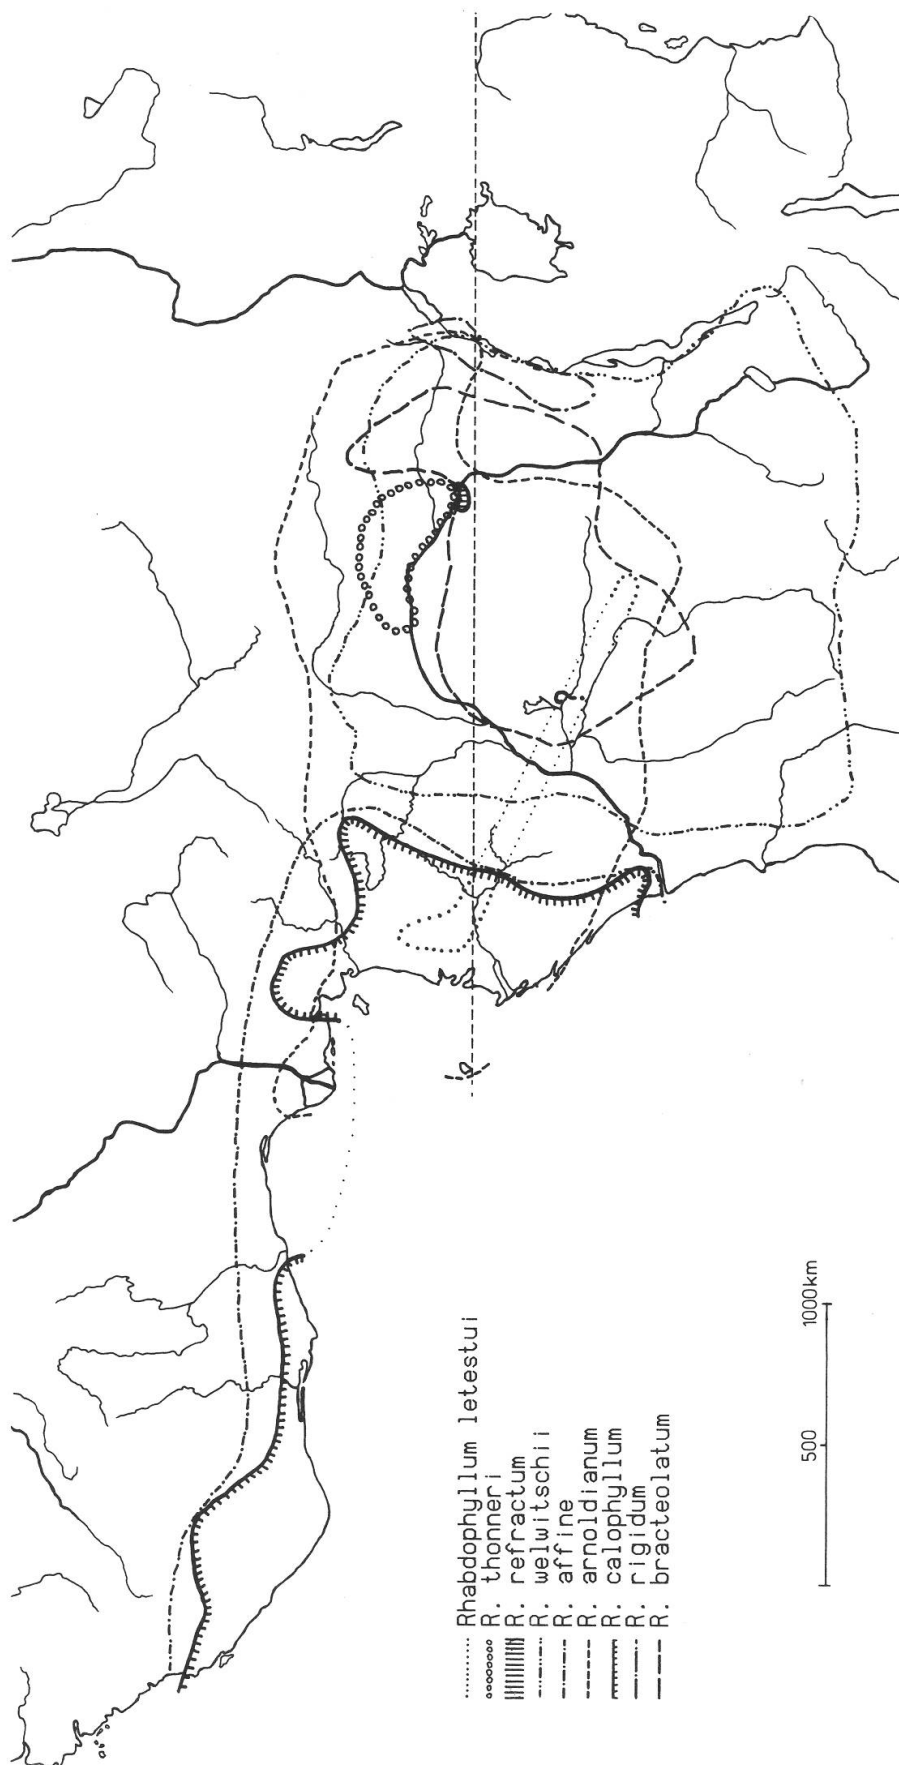 Rhabdophyllum letestui
R. thonneri
R. refractum
R. welwitschii
R. affine
R. arnoldianum
R. calophyllum
R. rigidum
R. bracteolatum
500
1000km